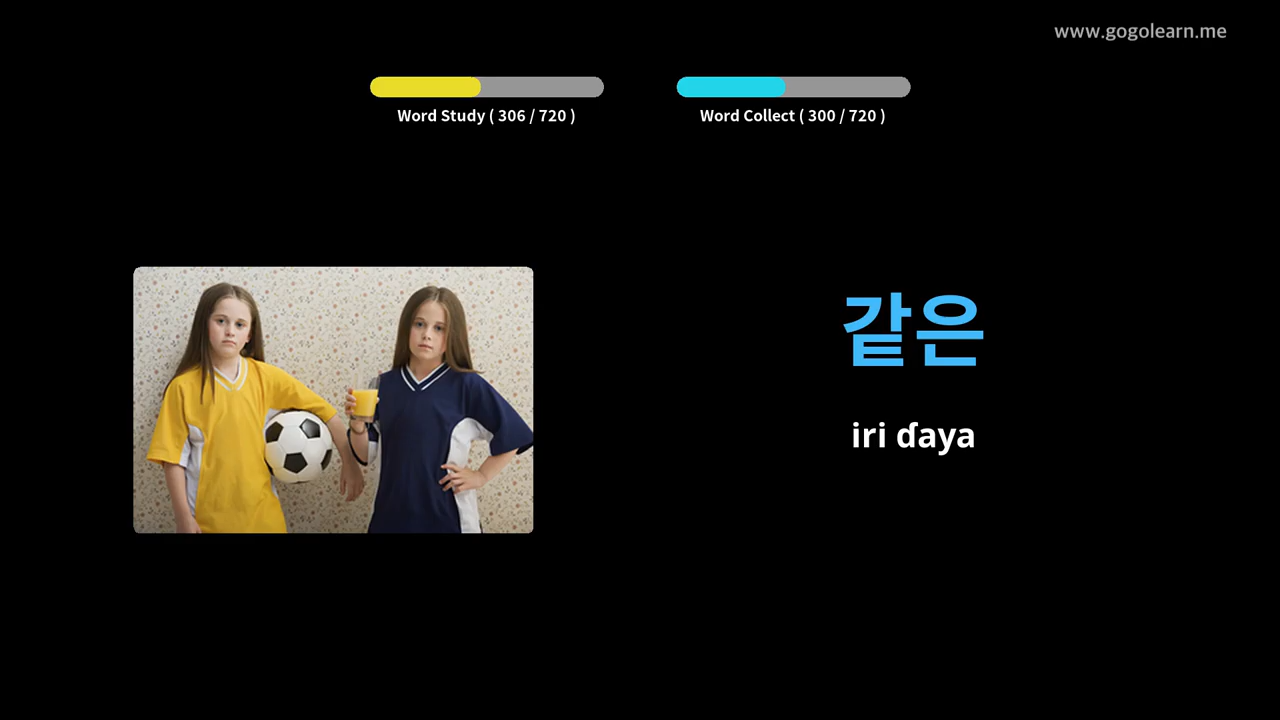 www.gogolearn.me
Word Study ( 306 / 720 )
Word Collect ( 300 / 720 )
같은
iri ɗaya